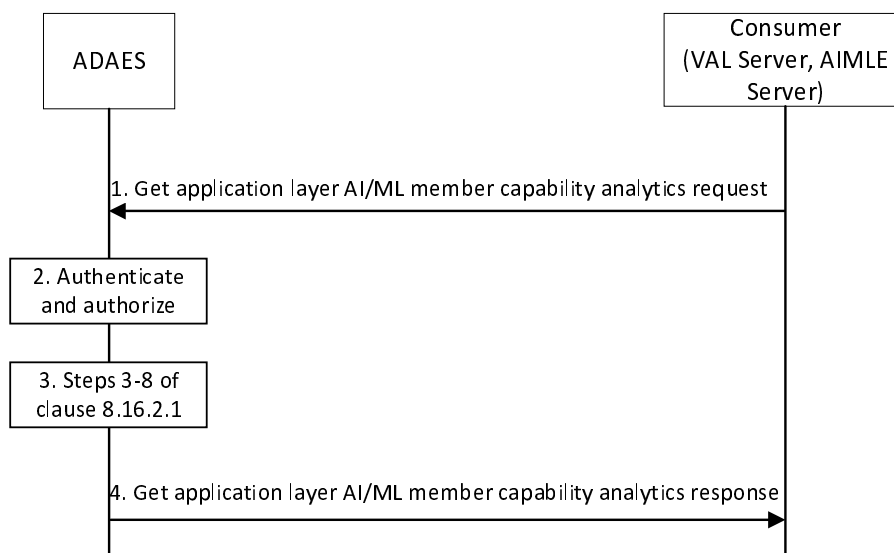 ADAES
Consumer
(VAL Server, AIMLE
Server)
1. Get application layer AI/ML member capability analytics request
2. Authenticate
and authorize
3. Steps 3-8 of
clause 8.16.2.1
4. Get application layer AI/ML member capability analytics response